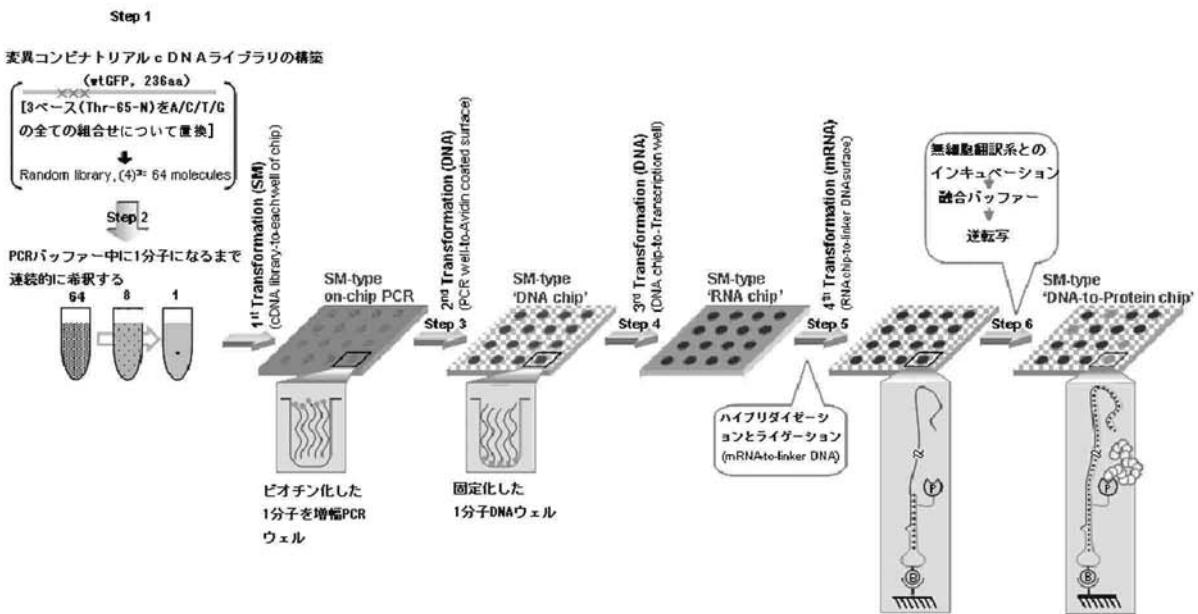 Step 1
変異コンビナトリアルcDNAライブラリの構築
(wtGFP, 236aa)
[3ベース(Thr-65-N)をA/C/T/G
の全ての組合せについて置換]
Random library, (4)³= 64 molecules
Step 2
PCRバッファー中に1分子になるまで
連続的に希釈する
64 8 1
1st Transformation (SM)
(cDNA library-to-each well of chip)
SM-type
on-chip PCR
ビオチン化した
1分子を増幅PCR
ウェル
2nd Transformation (DNA)
(PCR well-to-Avidin coated surface)
Step 3
SM-type
'DNA chip'
固定化した
1分子DNAウェル
3rd Transformation (DNA)
(DNA chip-to-Transcription well)
Step 4
SM-type
'RNA chip'
4th Transformation (mRNA)
(RNA chip-to-linker DNA surface)
Step 5
ハイブリダイゼーシ
ョンとライゲーション
(mRNA-to-linker DNA)
P
B
無細胞翻訳系との
インキュベーション
融合バッファー
逆転写
Step 6
SM-type
'DNA-to-Protein chip'
P
B